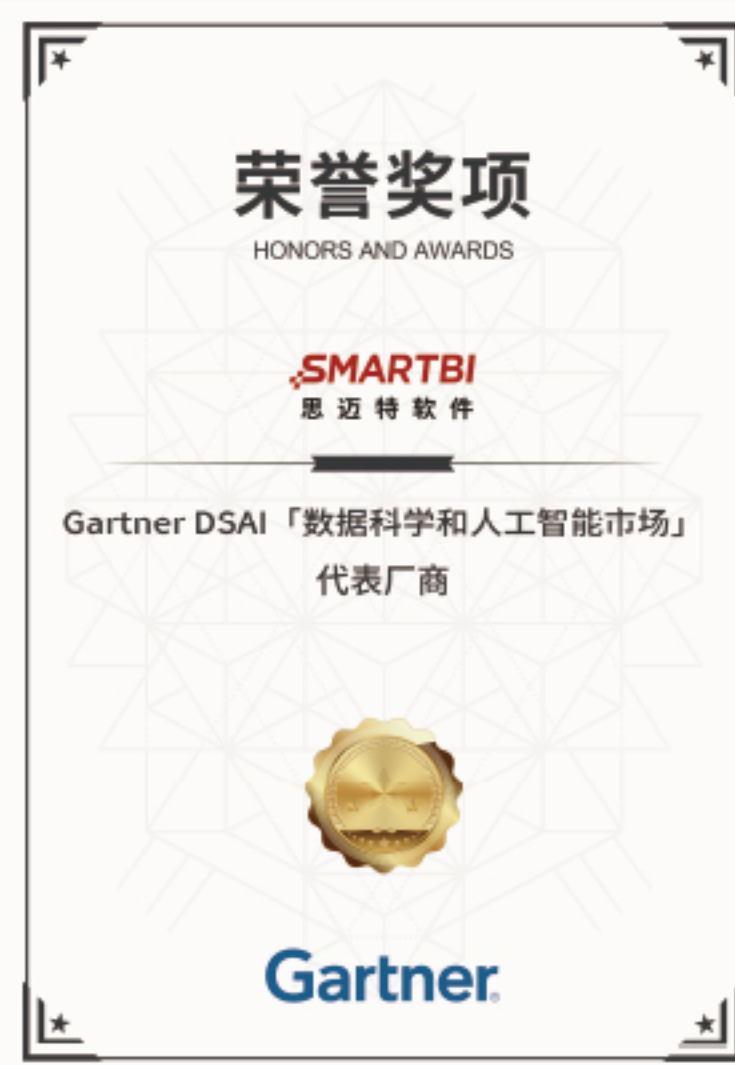 荣誉奖项
HONORS AND AWARDS
SMARTBI
思迈特软件
Gartner DSAI「数据科学和人工智能市场」
代表厂商
Gartner®